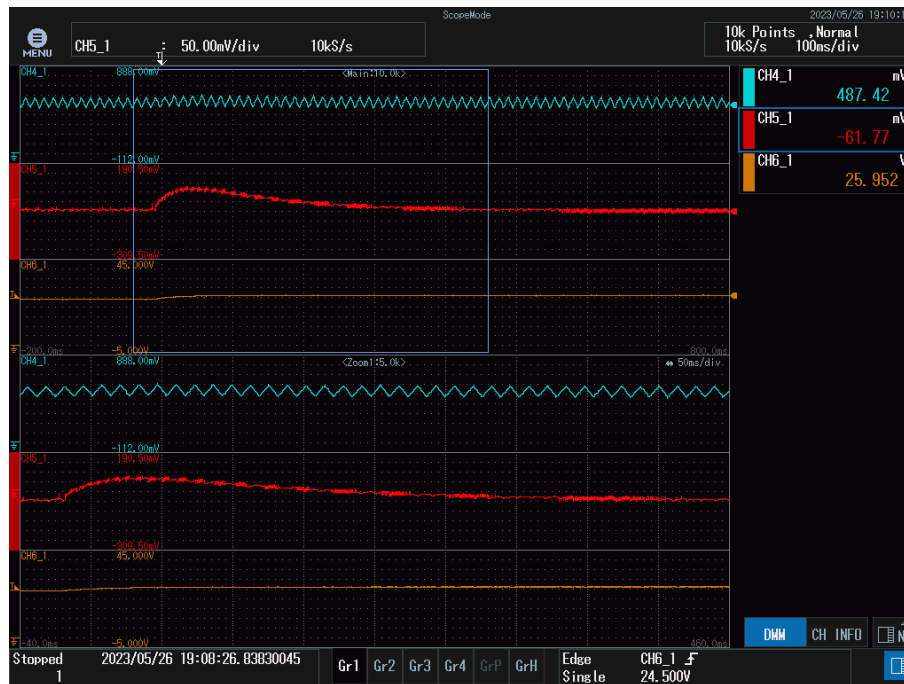 ScopeMode
2023/05/26 19:10:1
MENU
CH5_1 : 50.00mV/div 10kS/s
10k Points ,Normal
10kS/s 100ms/div
CH4_1 888.00mV <Main:10.0k>
-112.00mV
CH5_1 190.50mV
-309.50mV
CH6_1 45.000V
-200.0ms -5.000V 800.0ms
CH4_1 888.00mV <Zoom1:5.0k> ⇔ 50ms/div
-112.00mV
CH5_1 190.50mV
-309.50mV
CH6_1 45.000V
-40.0ms -5.000V 460.0ms
CH4_1 mV
487.42
CH5_1 mV
-61.77
CH6_1 V
25.952
DMM CH INFO N
Stopped 2023/05/26 19:08:26.83830045
1
Gr1 Gr2 Gr3 Gr4 GrP GrH
Edge CH6_1
Single 24.500V